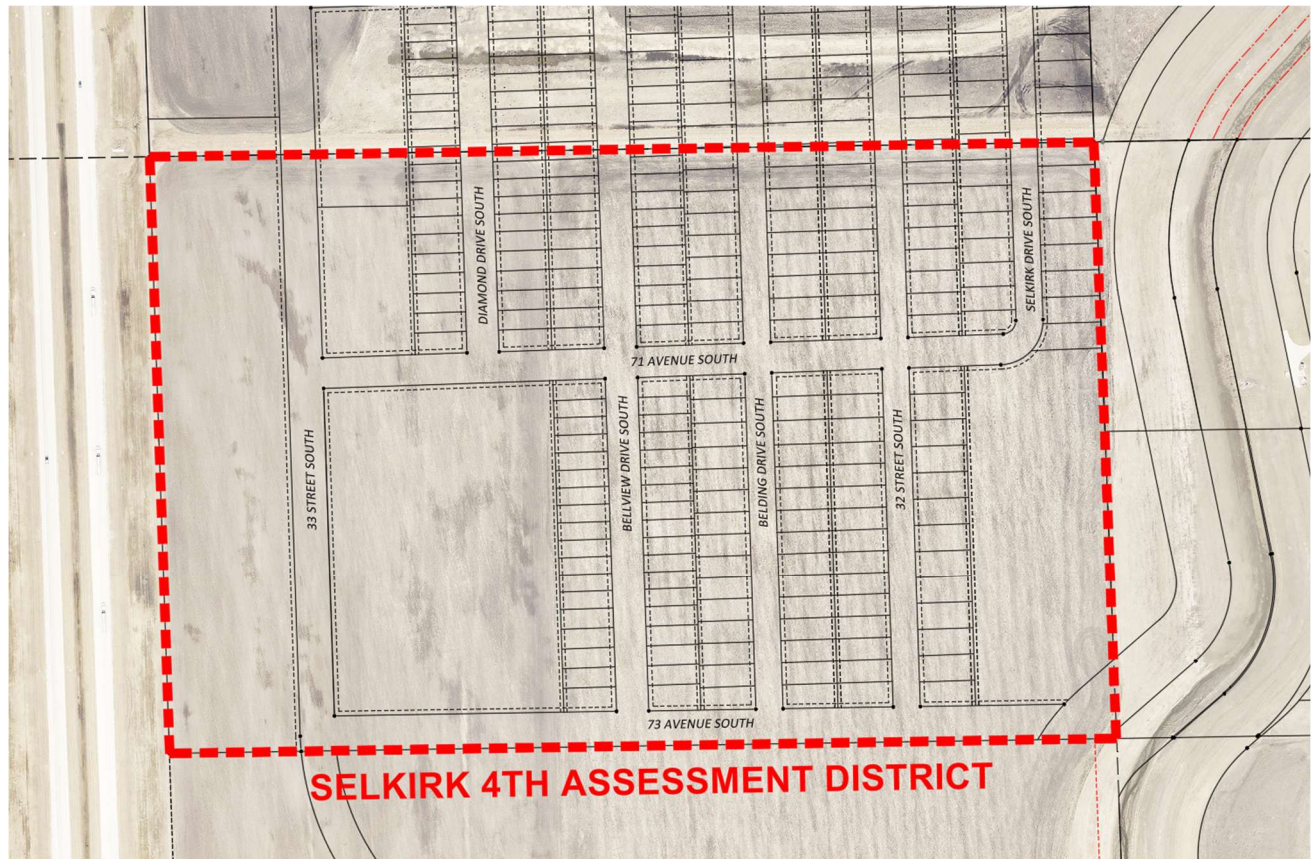 DIAMOND DRIVE SOUTH
SELKIRK DRIVE SOUTH
71 AVENUE SOUTH
33 STREET SOUTH
BELLVIEW DRIVE SOUTH
BELDING DRIVE SOUTH
32 STREET SOUTH
73 AVENUE SOUTH
SELKIRK 4TH ASSESSMENT DISTRICT